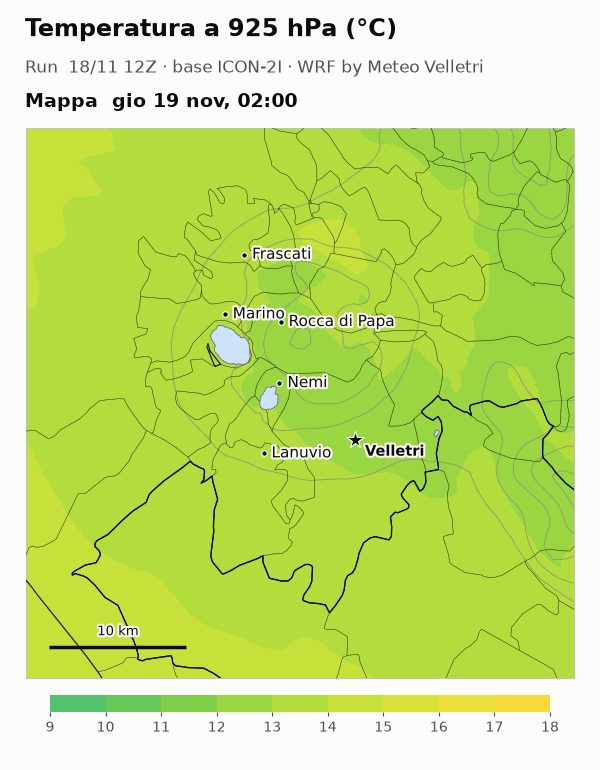 Temperatura a 925 hPa (°C)
Run  18/11 12Z · base ICON-2I · WRF by Meteo Velletri
Mappa  gio 19 nov, 02:00
Frascati
Marino
Rocca di Papa
Nemi
Velletri
Lanuvio
10 km
9 10 11 12 13 14 15 16 17 18